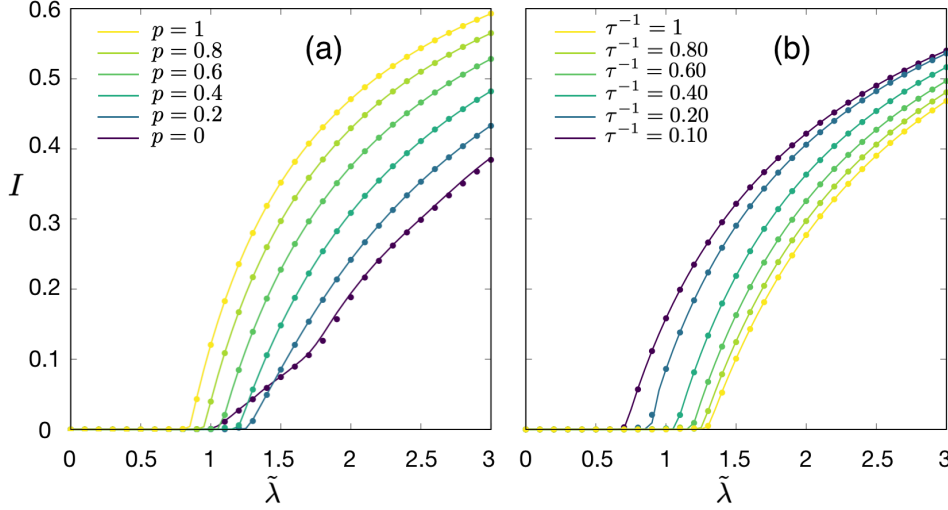 0.6
0.5
0.4
0.3
0.2
0.1
0
I
(a)
p = 1
p = 0.8
p = 0.6
p = 0.4
p = 0.2
p = 0
0 0.5 1 1.5 2 2.5 3
λ̃
(b)
τ⁻¹ = 1
τ⁻¹ = 0.80
τ⁻¹ = 0.60
τ⁻¹ = 0.40
τ⁻¹ = 0.20
τ⁻¹ = 0.10
0 0.5 1 1.5 2 2.5 3
λ̃